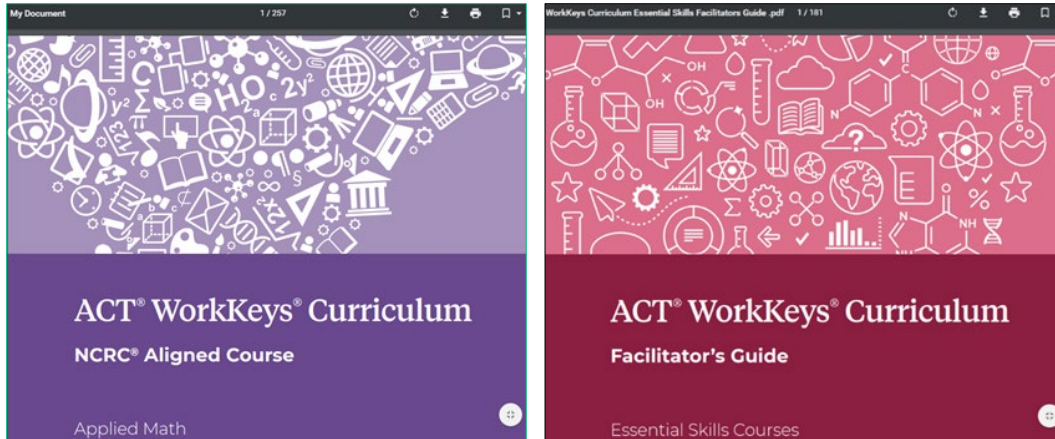 My Document
1 / 257
ACT® WorkKeys® Curriculum
NCRC® Aligned Course
Applied Math
WorkKeys Curriculum Essential Skills Facilitators Guide .pdf
1 / 181
ACT® WorkKeys® Curriculum
Facilitator's Guide
Essential Skills Courses